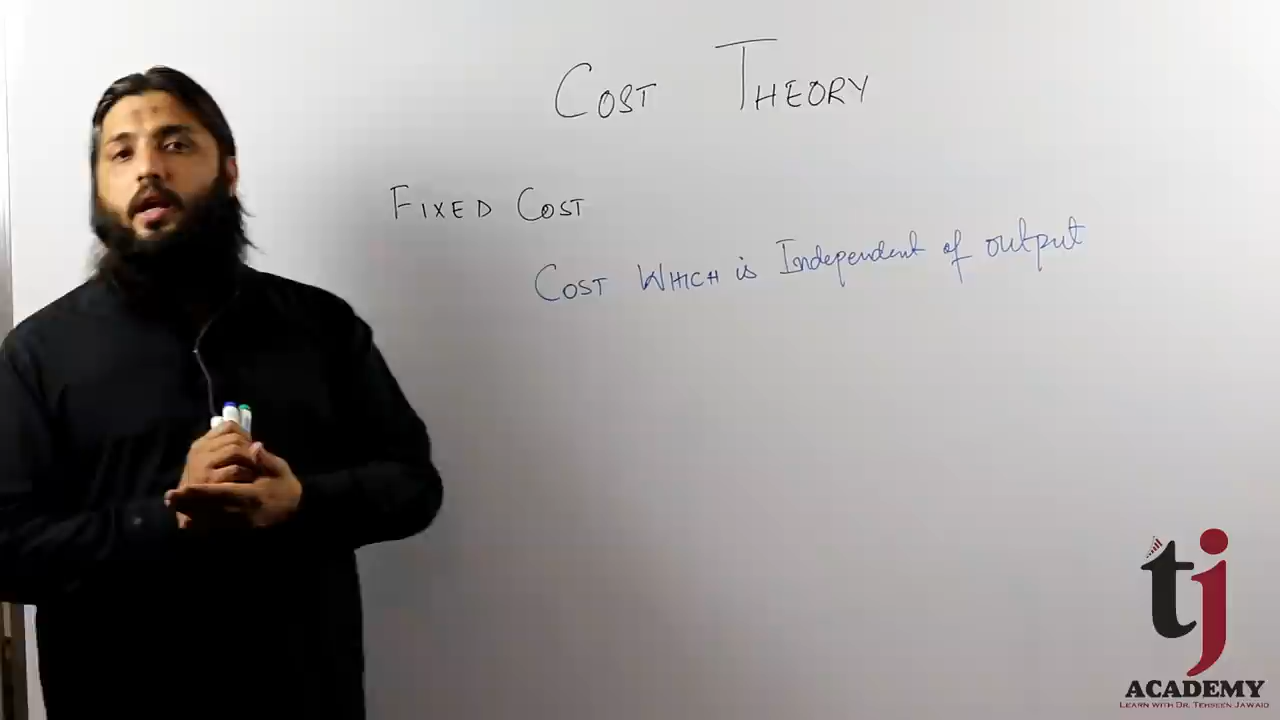 COST THEORY
FIXED COST
COST WHICH is Independent of output
tj
ACADEMY
LEARN WITH DR. TEHSEEN JAWAID